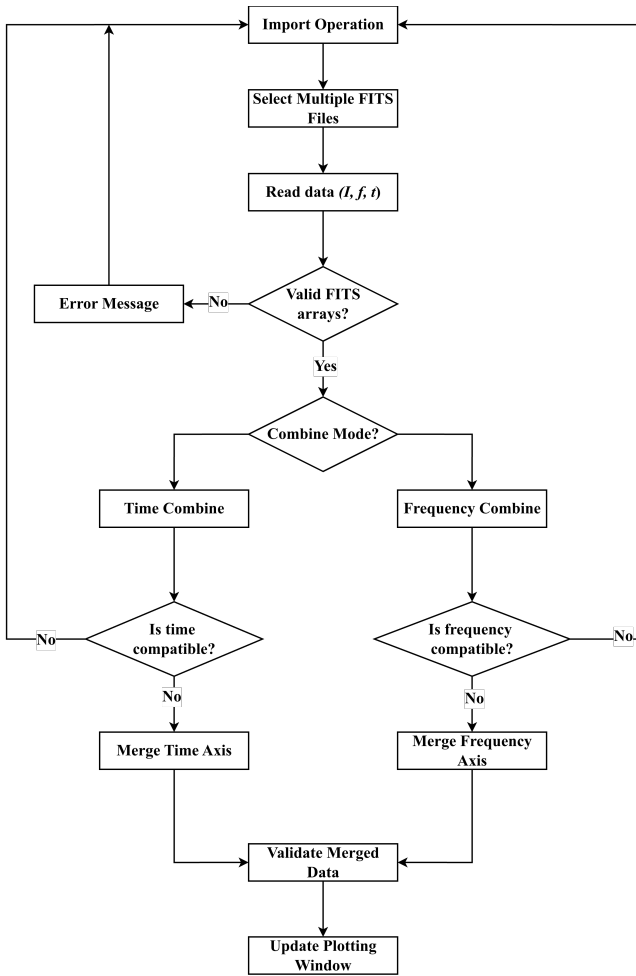 Import Operation
Select Multiple FITS
Files
Read data (I, f, t)
Valid FITS
arrays?
No
Error Message
Yes
Combine Mode?
Time Combine
Frequency Combine
Is time
compatible?
No
Is frequency
compatible?
No
No
No
Merge Time Axis
Merge Frequency
Axis
Validate Merged
Data
Update Plotting
Window